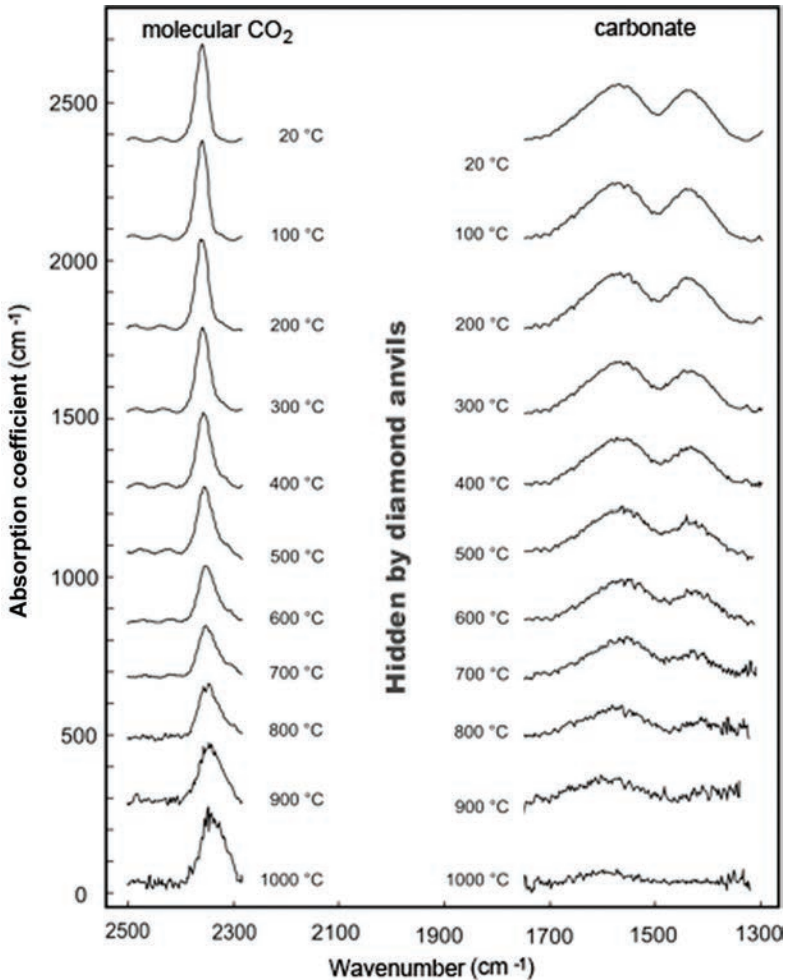 molecular CO₂
carbonate
Absorption coefficient (cm⁻¹)
2500
2000
1500
1000
500
0
20 °C
100 °C
200 °C
300 °C
400 °C
500 °C
600 °C
700 °C
800 °C
900 °C
1000 °C
Hidden by diamond anvils
20 °C
100 °C
200 °C
300 °C
400 °C
500 °C
600 °C
700 °C
800 °C
900 °C
1000 °C
2500 2300 2100 1900 1700 1500 1300
Wavenumber (cm⁻¹)